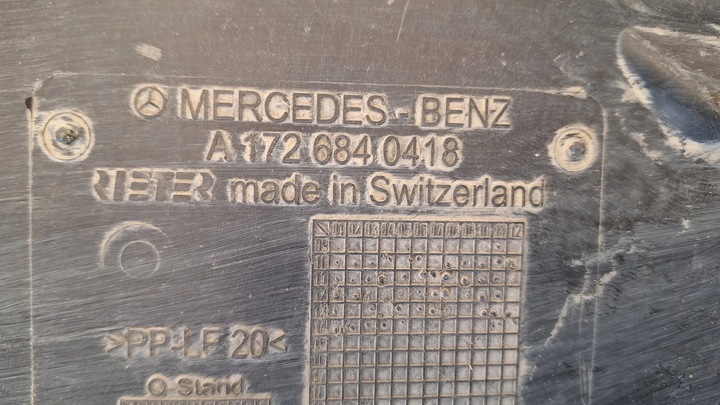 MERCEDES-BENZ
A 172 684 0418
RIETER made in Switzerland
>PP-LF 20<
Q-Stand